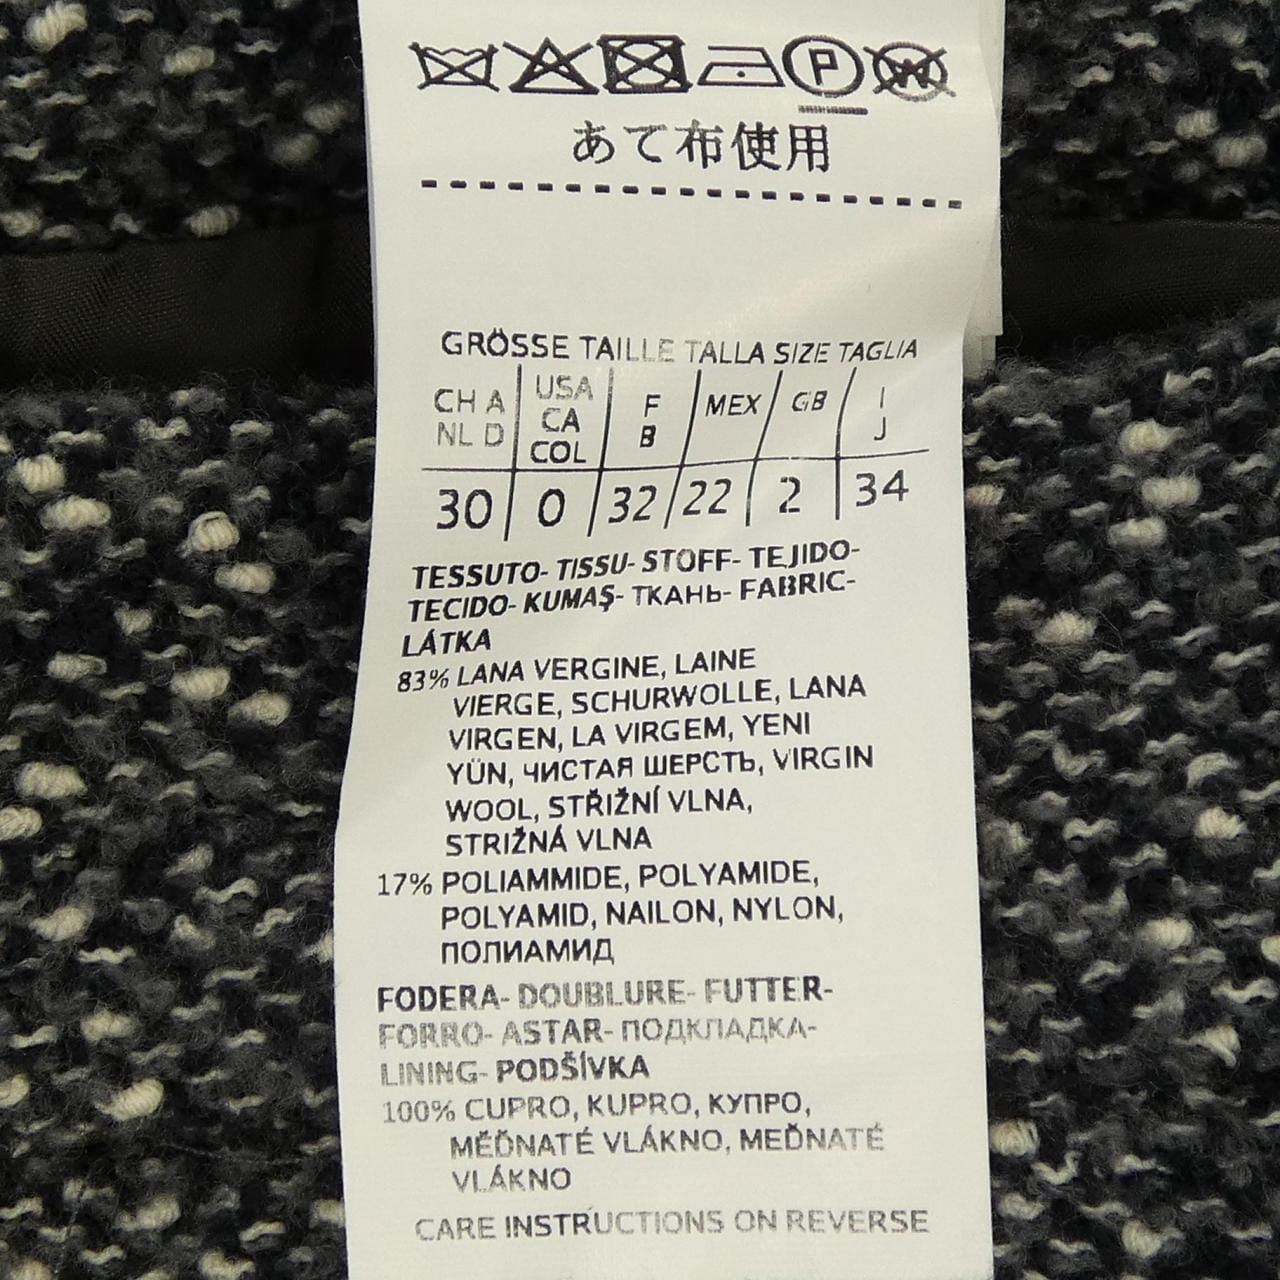 P W
あて布使用
GRÖSSE TAILLE TALLA SIZE TAGLIA
CH A NL D USA CA COL F B MEX GB I J
30 0 32 22 2 34
TESSUTO- TISSU- STOFF- TEJIDO-
TECIDO- KUMAŞ- ТКАНЬ- FABRIC-
LÁTKA
83% LANA VERGINE, LAINE
VIERGE, SCHURWOLLE, LANA
VIRGEN, LA VIRGEM, YENI
YÜN, ЧИСТАЯ ШЕРСТЬ, VIRGIN
WOOL, STŘIŽNÍ VLNA,
STRIŽNÁ VLNA
17% POLIAMMIDE, POLYAMIDE,
POLYAMID, NAILON, NYLON,
ПОЛИАМИД
FODERA- DOUBLURE- FUTTER-
FORRO- ASTAR- ПОДКЛАДКА-
LINING- PODŠÍVKA
100% CUPRO, KUPRO, КУПРО,
MĚĎNATÉ VLÁKNO, MEĎNATÉ
VLÁKNO
CARE INSTRUCTIONS ON REVERSE